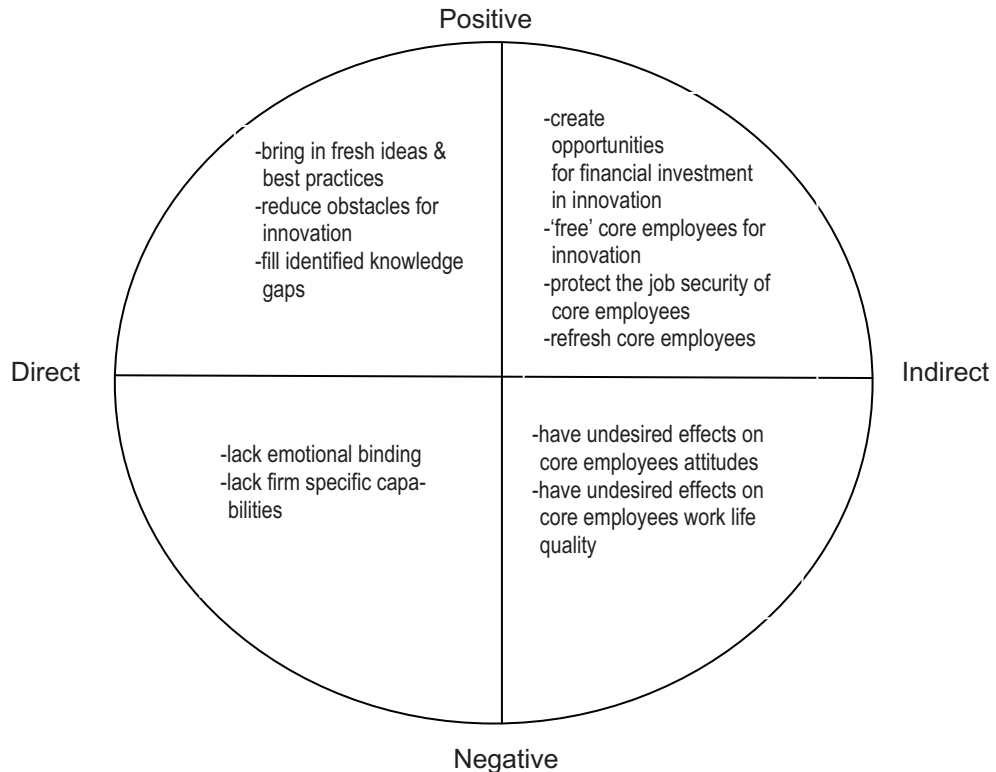 Positive
-bring in fresh ideas &
best practices
-reduce obstacles for
innovation
-fill identified knowledge
gaps
-create
opportunities
for financial investment
in innovation
-‘free’ core employees for
innovation
-protect the job security of
core employees
-refresh core employees
Direct
Indirect
-lack emotional binding
-lack firm specific capa-
bilities
-have undesired effects on
core employees attitudes
-have undesired effects on
core employees work life
quality
Negative